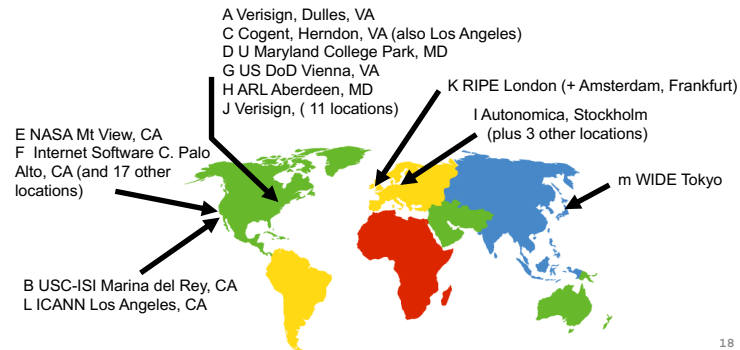 A Verisign, Dulles, VA
C Cogent, Herndon, VA (also Los Angeles)
D U Maryland College Park, MD
G US DoD Vienna, VA
H ARL Aberdeen, MD
J Verisign, ( 11 locations)
K RIPE London (+ Amsterdam, Frankfurt)
I Autonomica, Stockholm
(plus 3 other locations)
E NASA Mt View, CA
F Internet Software C. Palo
Alto, CA (and 17 other
locations)
m WIDE Tokyo
B USC-ISI Marina del Rey, CA
L ICANN Los Angeles, CA
18